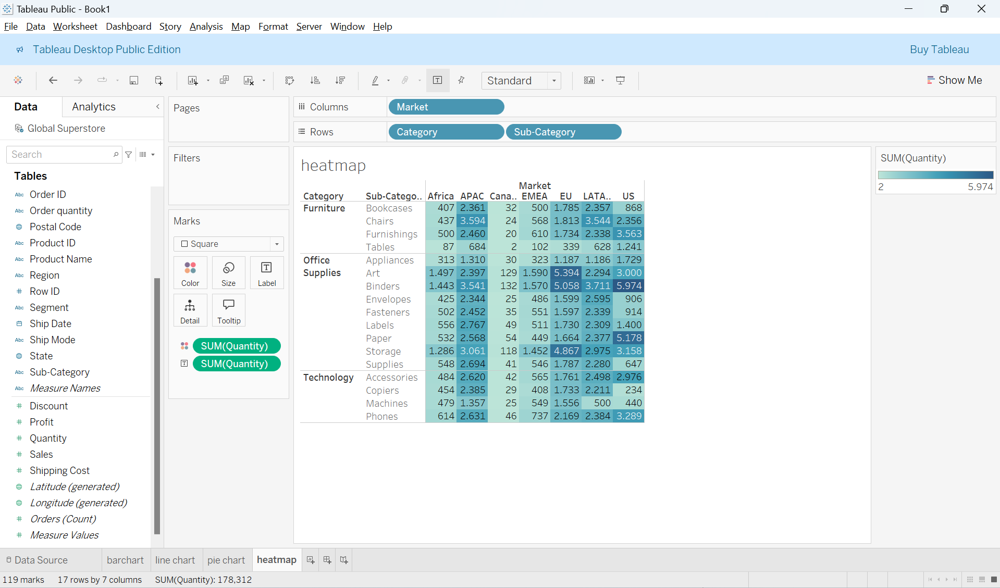 Tableau Public - Book1
File Data Worksheet Dashboard Story Analysis Map Format Server Window Help
Tableau Desktop Public Edition
Buy Tableau
Standard
Show Me
Data
Analytics
Global Superstore
Search
Tables
Abc Order ID
Abc Order quantity
Postal Code
Abc Product ID
Abc Product Name
Abc Region
# Row ID
Abc Segment
Ship Date
Abc Ship Mode
State
Abc Sub-Category
Abc Measure Names
# Discount
# Profit
# Quantity
# Sales
# Shipping Cost
Latitude (generated)
Longitude (generated)
# Orders (Count)
# Measure Values
Pages
Filters
Marks
Square
Color
Size
Label
Detail
Tooltip
SUM(Quantity)
SUM(Quantity)
Columns
Market
Rows
Category
Sub-Category
heatmap
Market
Category Sub-Catego.. Africa APAC Cana.. EMEA EU LATA.. US
Furniture Bookcases 407 2.361 32 500 1.785 2.357 868
Chairs 437 3.594 24 568 1.813 3.544 2.356
Furnishings 500 2.460 20 610 1.734 2.338 3.563
Tables 87 684 2 102 339 628 1.241
Office Appliances 313 1.310 30 323 1.187 1.186 1.729
Supplies Art 1.497 2.397 129 1.590 5.394 2.294 3.000
Binders 1.443 3.541 132 1.570 5.058 3.711 5.974
Envelopes 425 2.344 25 486 1.599 2.595 906
Fasteners 502 2.452 35 551 1.597 2.339 914
Labels 556 2.767 49 511 1.730 2.309 1.400
Paper 532 2.568 54 449 1.664 2.377 5.178
Storage 1.286 3.061 118 1.452 4.867 2.975 3.158
Supplies 548 2.694 41 546 1.787 2.280 647
Technology Accessories 484 2.620 42 565 1.761 2.498 2.976
Copiers 454 2.385 29 408 1.733 2.211 234
Machines 479 1.357 25 549 1.556 500 440
Phones 614 2.631 46 737 2.169 2.384 3.289
SUM(Quantity)
2 5.974
Data Source barchart line chart pie chart heatmap
119 marks 17 rows by 7 columns SUM(Quantity): 178,312